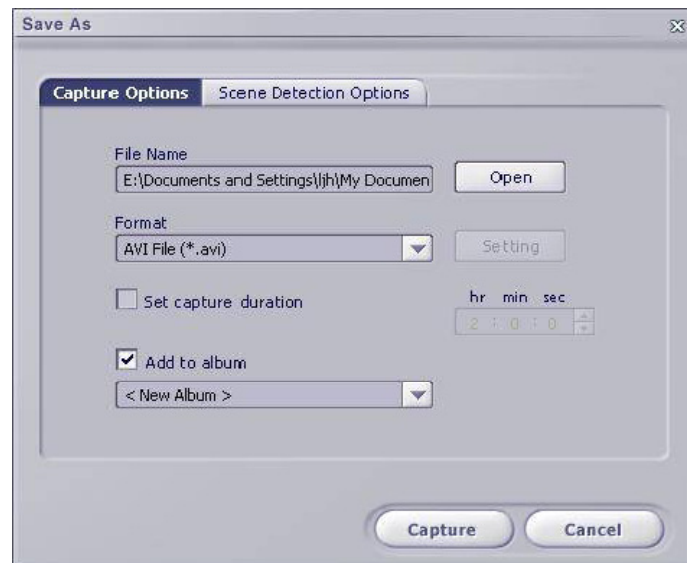 Save As
Capture Options
Scene Detection Options
File Name
E:\Documents and Settings\ljh\My Documen
Open
Format
AVI File (*.avi)
Setting
Set capture duration
hr min sec
2 : 0 : 0
Add to album
< New Album >
Capture
Cancel